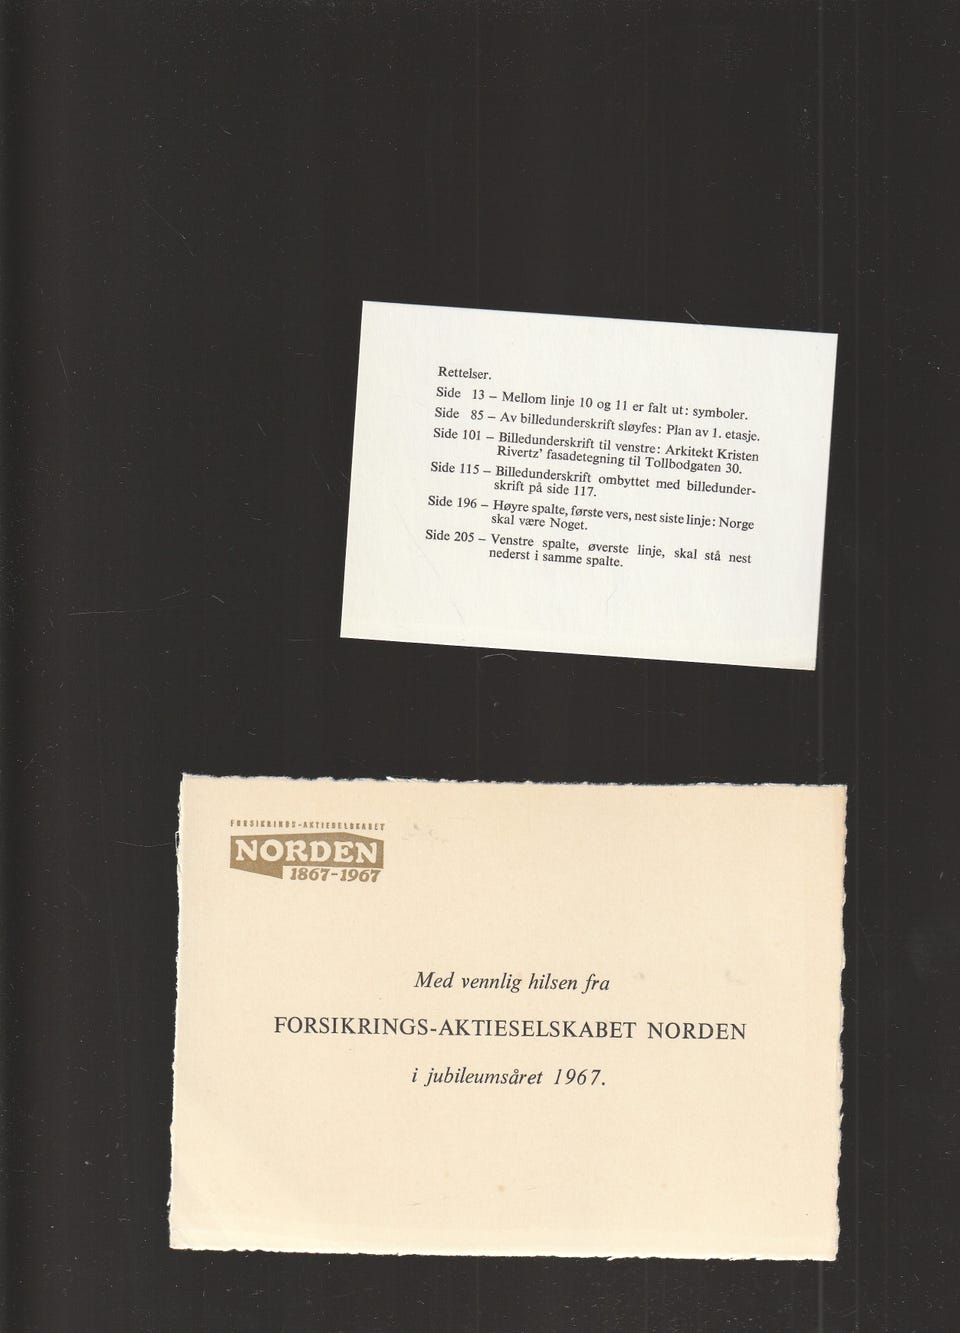 Rettelser.
Side 13 – Mellom linje 10 og 11 er falt ut: symboler.
Side 85 – Av billedunderskrift sløyfes: Plan av 1. etasje.
Side 101 – Billedunderskrift til venstre: Arkitekt Kristen
Rivertz' fasadetegning til Tollbodgaten 30.
Side 115 – Billedunderskrift ombyttet med billedunder-
skrift på side 117.
Side 196 – Høyre spalte, første vers, nest siste linje: Norge
skal være Noget.
Side 205 – Venstre spalte, øverste linje, skal stå nest
nederst i samme spalte.
FORSIKRINGS-AKTIESELSKABET
NORDEN
1867-1967
Med vennlig hilsen fra
FORSIKRINGS-AKTIESELSKABET NORDEN
i jubileumsåret 1967.